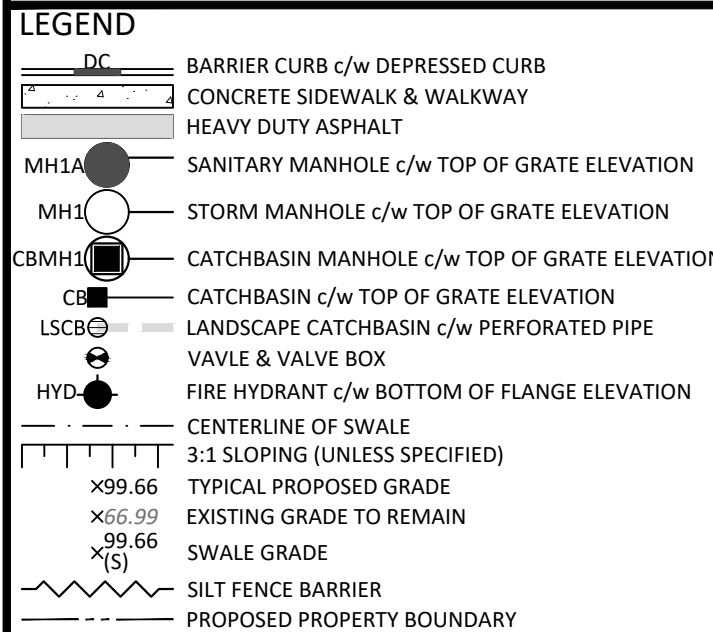 LEGEND
DC BARRIER CURB c/w DEPRESSED CURB
CONCRETE SIDEWALK & WALKWAY
HEAVY DUTY ASPHALT
MH1A SANITARY MANHOLE c/w TOP OF GRATE ELEVATION
MH1 STORM MANHOLE c/w TOP OF GRATE ELEVATION
CBMH1 CATCHBASIN MANHOLE c/w TOP OF GRATE ELEVATION
CB CATCHBASIN c/w TOP OF GRATE ELEVATION
LSCB LANDSCAPE CATCHBASIN c/w PERFORATED PIPE
VAVLE & VALVE BOX
HYD FIRE HYDRANT c/w BOTTOM OF FLANGE ELEVATION
CENTERLINE OF SWALE
3:1 SLOPING (UNLESS SPECIFIED)
×99.66 TYPICAL PROPOSED GRADE
×66.99 EXISTING GRADE TO REMAIN
×99.66 (S) SWALE GRADE
SILT FENCE BARRIER
PROPOSED PROPERTY BOUNDARY